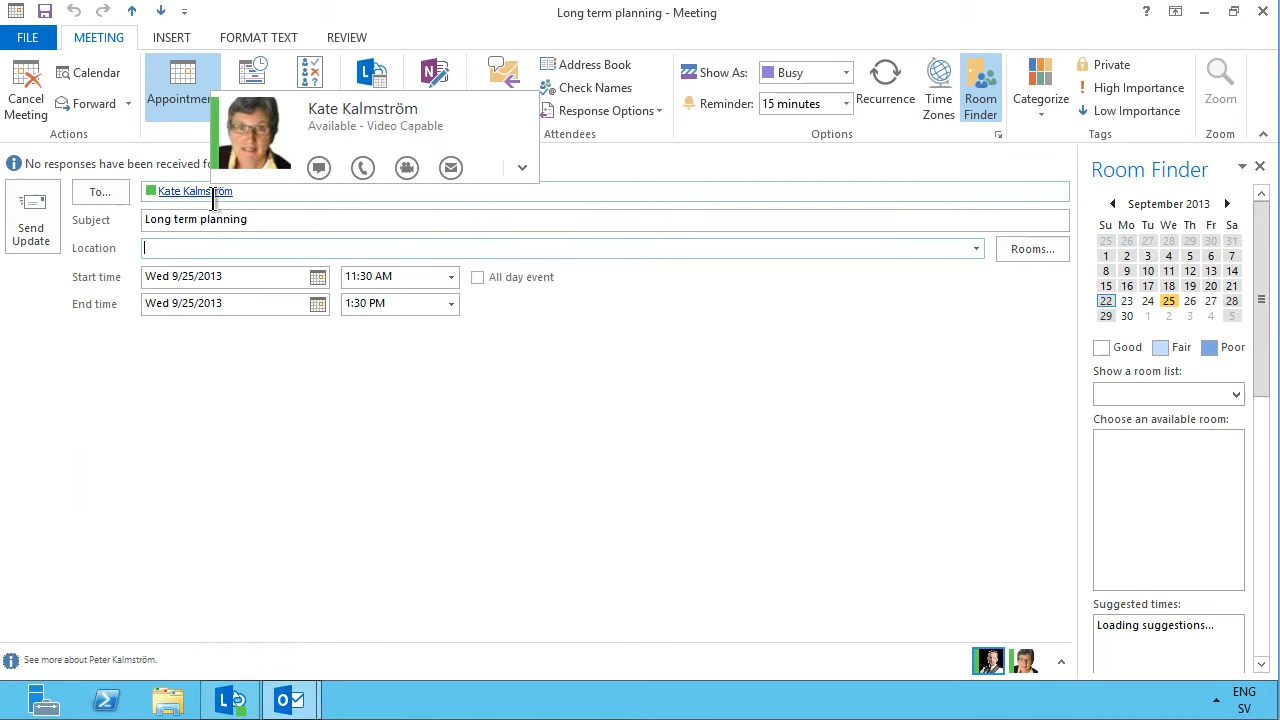 Long term planning - Meeting
FILE
MEETING
INSERT
FORMAT TEXT
REVIEW
Cancel Meeting
Calendar
Forward
Actions
Appointmen
Address Book
Check Names
Response Options
Attendees
Show As:
Busy
Reminder:
15 minutes
Recurrence
Time Zones
Room Finder
Options
Categorize
Private
High Importance
Low Importance
Tags
Zoom
Zoom
Kate Kalmström
Available - Video Capable
No responses have been received fo
Send Update
To...
Kate Kalmström
Subject
Long term planning
Location
Rooms...
Start time
Wed 9/25/2013
11:30 AM
All day event
End time
Wed 9/25/2013
1:30 PM
Room Finder
September 2013
Su Mo Tu We Th Fr Sa
25 26 27 28 29 30 31
1 2 3 4 5 6 7
8 9 10 11 12 13 14
15 16 17 18 19 20 21
22 23 24 25 26 27 28
29 30 1 2 3 4 5
Good
Fair
Poor
Show a room list:
Choose an available room:
Suggested times:
Loading suggestions...
See more about Peter Kalmström.
ENG
SV